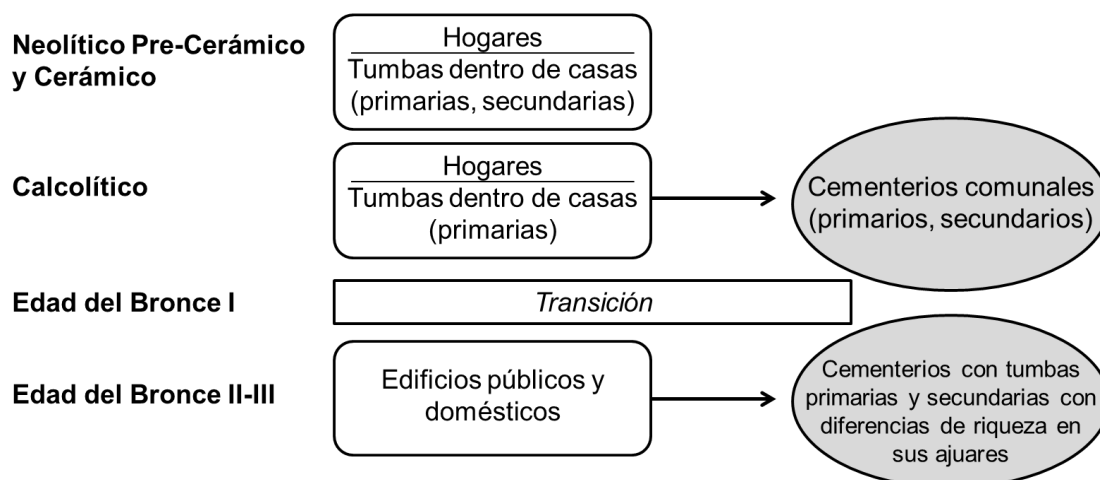 Neolítico Pre-Cerámico
y Cerámico
Hogares
Tumbas dentro de casas
(primarias, secundarias)
Calcolítico
Hogares
Tumbas dentro de casas
(primarias)
Cementerios comunales
(primarios, secundarios)
Edad del Bronce I
Transición
Edad del Bronce II-III
Edificios públicos y
domésticos
Cementerios con tumbas
primarias y secundarias con
diferencias de riqueza en
sus ajuares